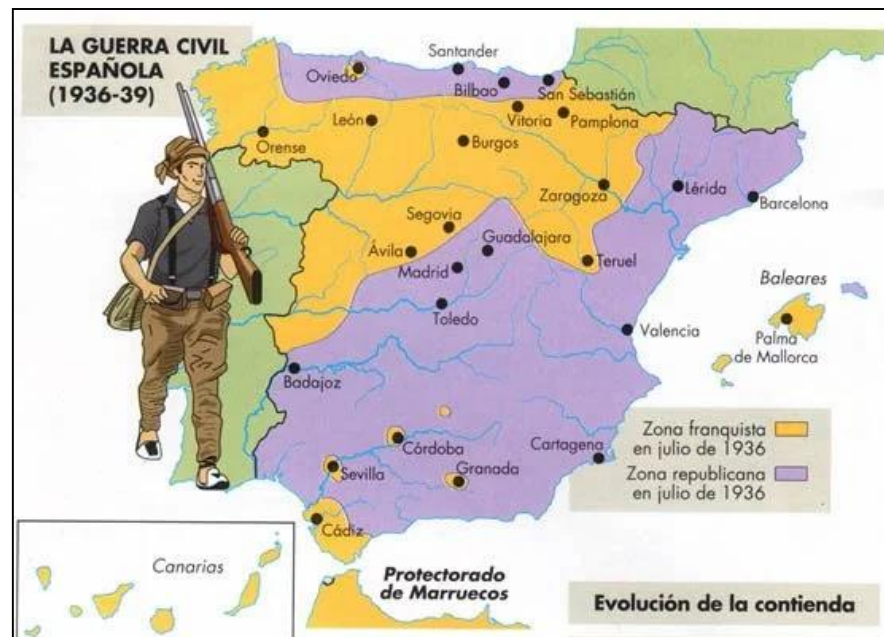 LA GUERRA CIVIL
ESPAÑOLA
(1936-39)
Santander
Oviedo
Bilbao
San Sebastián
León
Vitoria
Pamplona
Orense
Burgos
Zaragoza
Lérida
Barcelona
Segovia
Guadalajara
Ávila
Teruel
Madrid
Baleares
Toledo
Valencia
Palma
de Mallorca
Badajoz
Zona franquista
en julio de 1936
Córdoba
Cartagena
Sevilla
Granada
Zona republicana
en julio de 1936
Cádiz
Canarias
Protectorado
de Marruecos
Evolución de la contienda